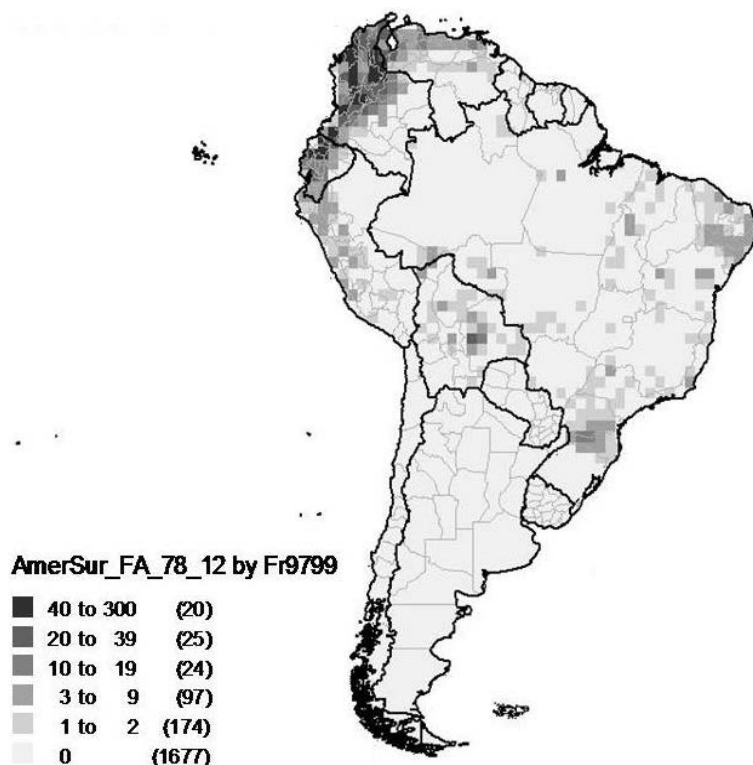 AmerSur_FA_78_12 by Fr9799
40 to 300 (20)
20 to 39 (25)
10 to 19 (24)
3 to 9 (97)
1 to 2 (174)
0 (1677)